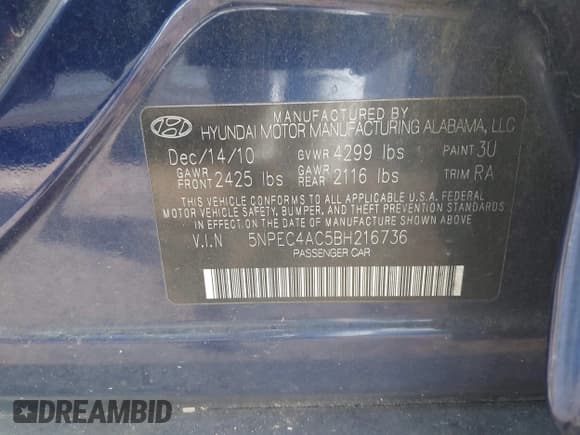 MANUFACTURED BY
HYUNDAI MOTOR MANUFACTURING ALABAMA, LLC
Dec/14/10 GVWR 4299 lbs PAINT 3U
GAWR FRONT 2425 lbs GAWR REAR 2116 lbs TRIM RA
THIS VEHICLE CONFORMS TO ALL APPLICABLE U.S.A. FEDERAL
MOTOR VEHICLE SAFETY, BUMPER, AND THEFT PREVENTION
STANDARDS IN EFFECT ON THE DATE OF MANUFACTURE SHOWN ABOVE
V.I.N 5NPEC4AC5BH216736
PASSENGER CAR
DREAMBID